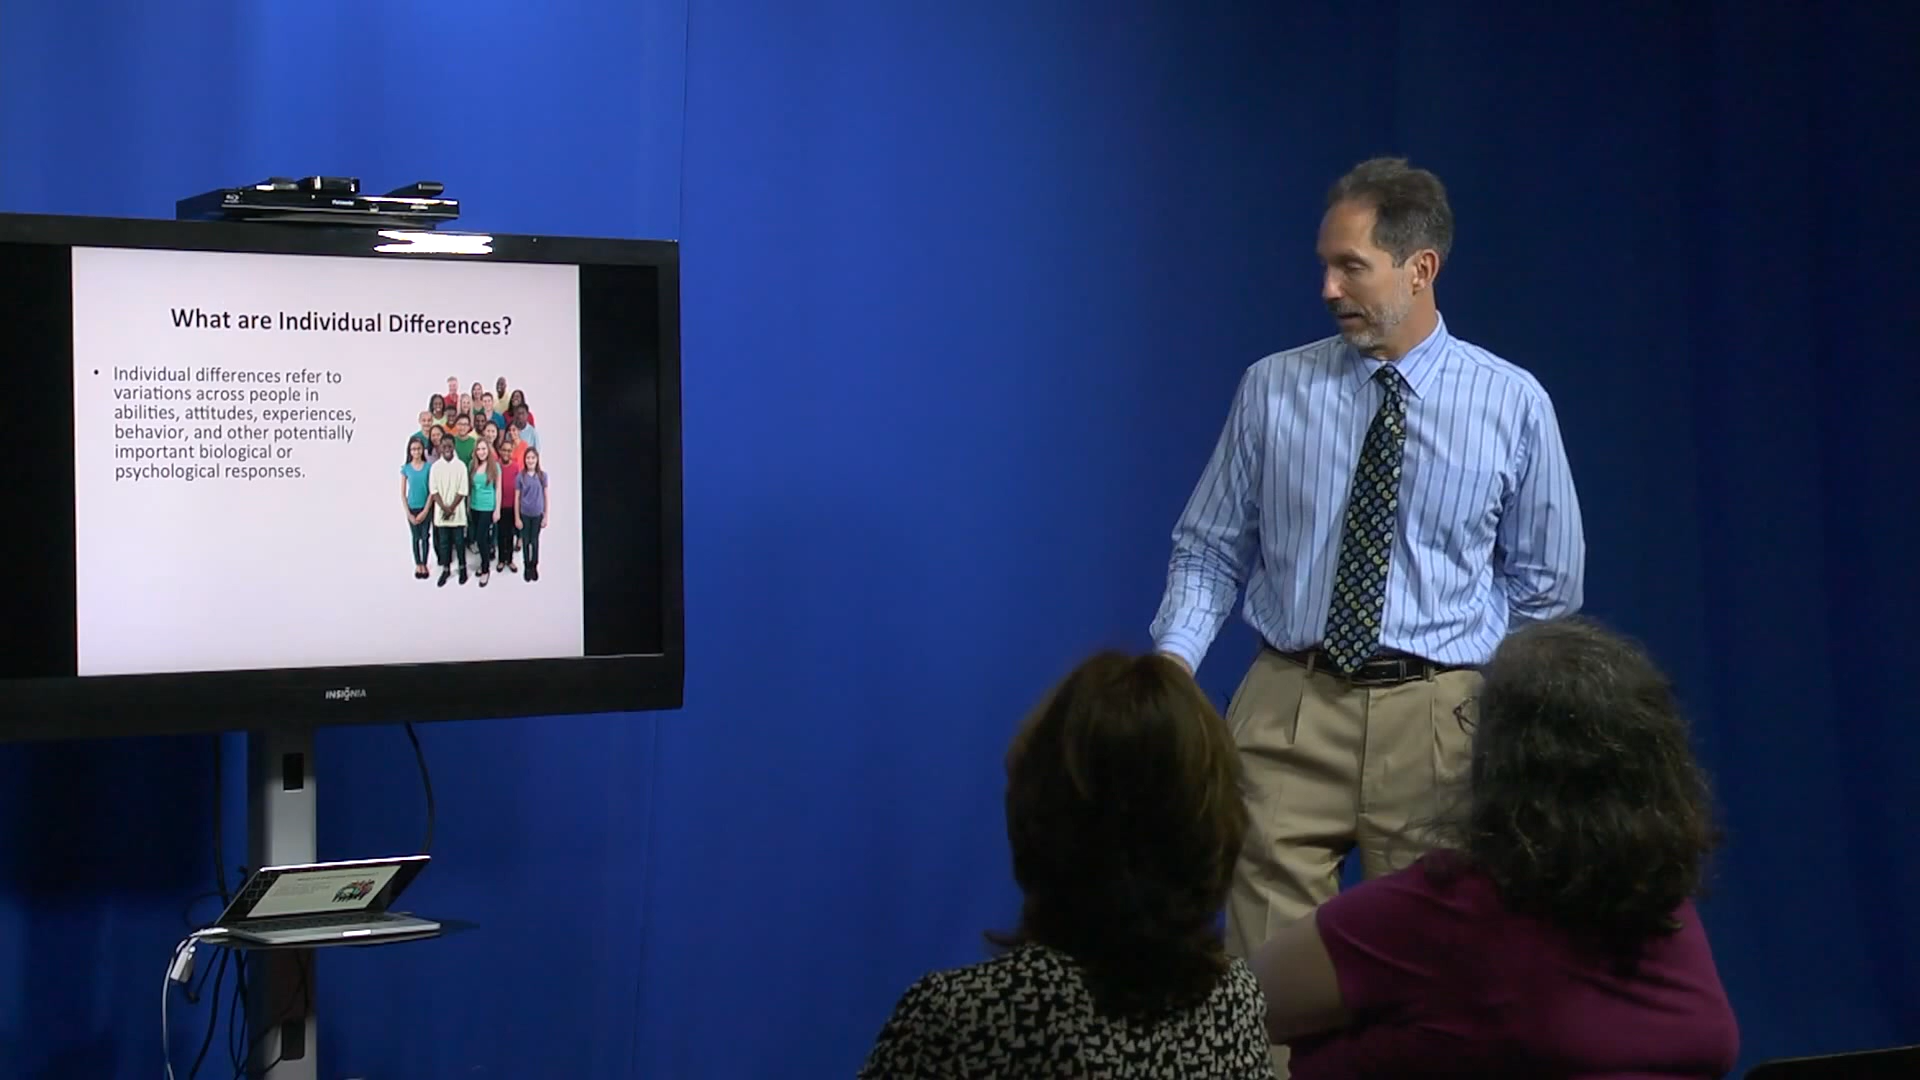 What are Individual Differences?
• Individual differences refer to
variations across people in
abilities, attitudes, experiences,
behavior, and other potentially
important biological or
psychological responses.
INSIGNIA